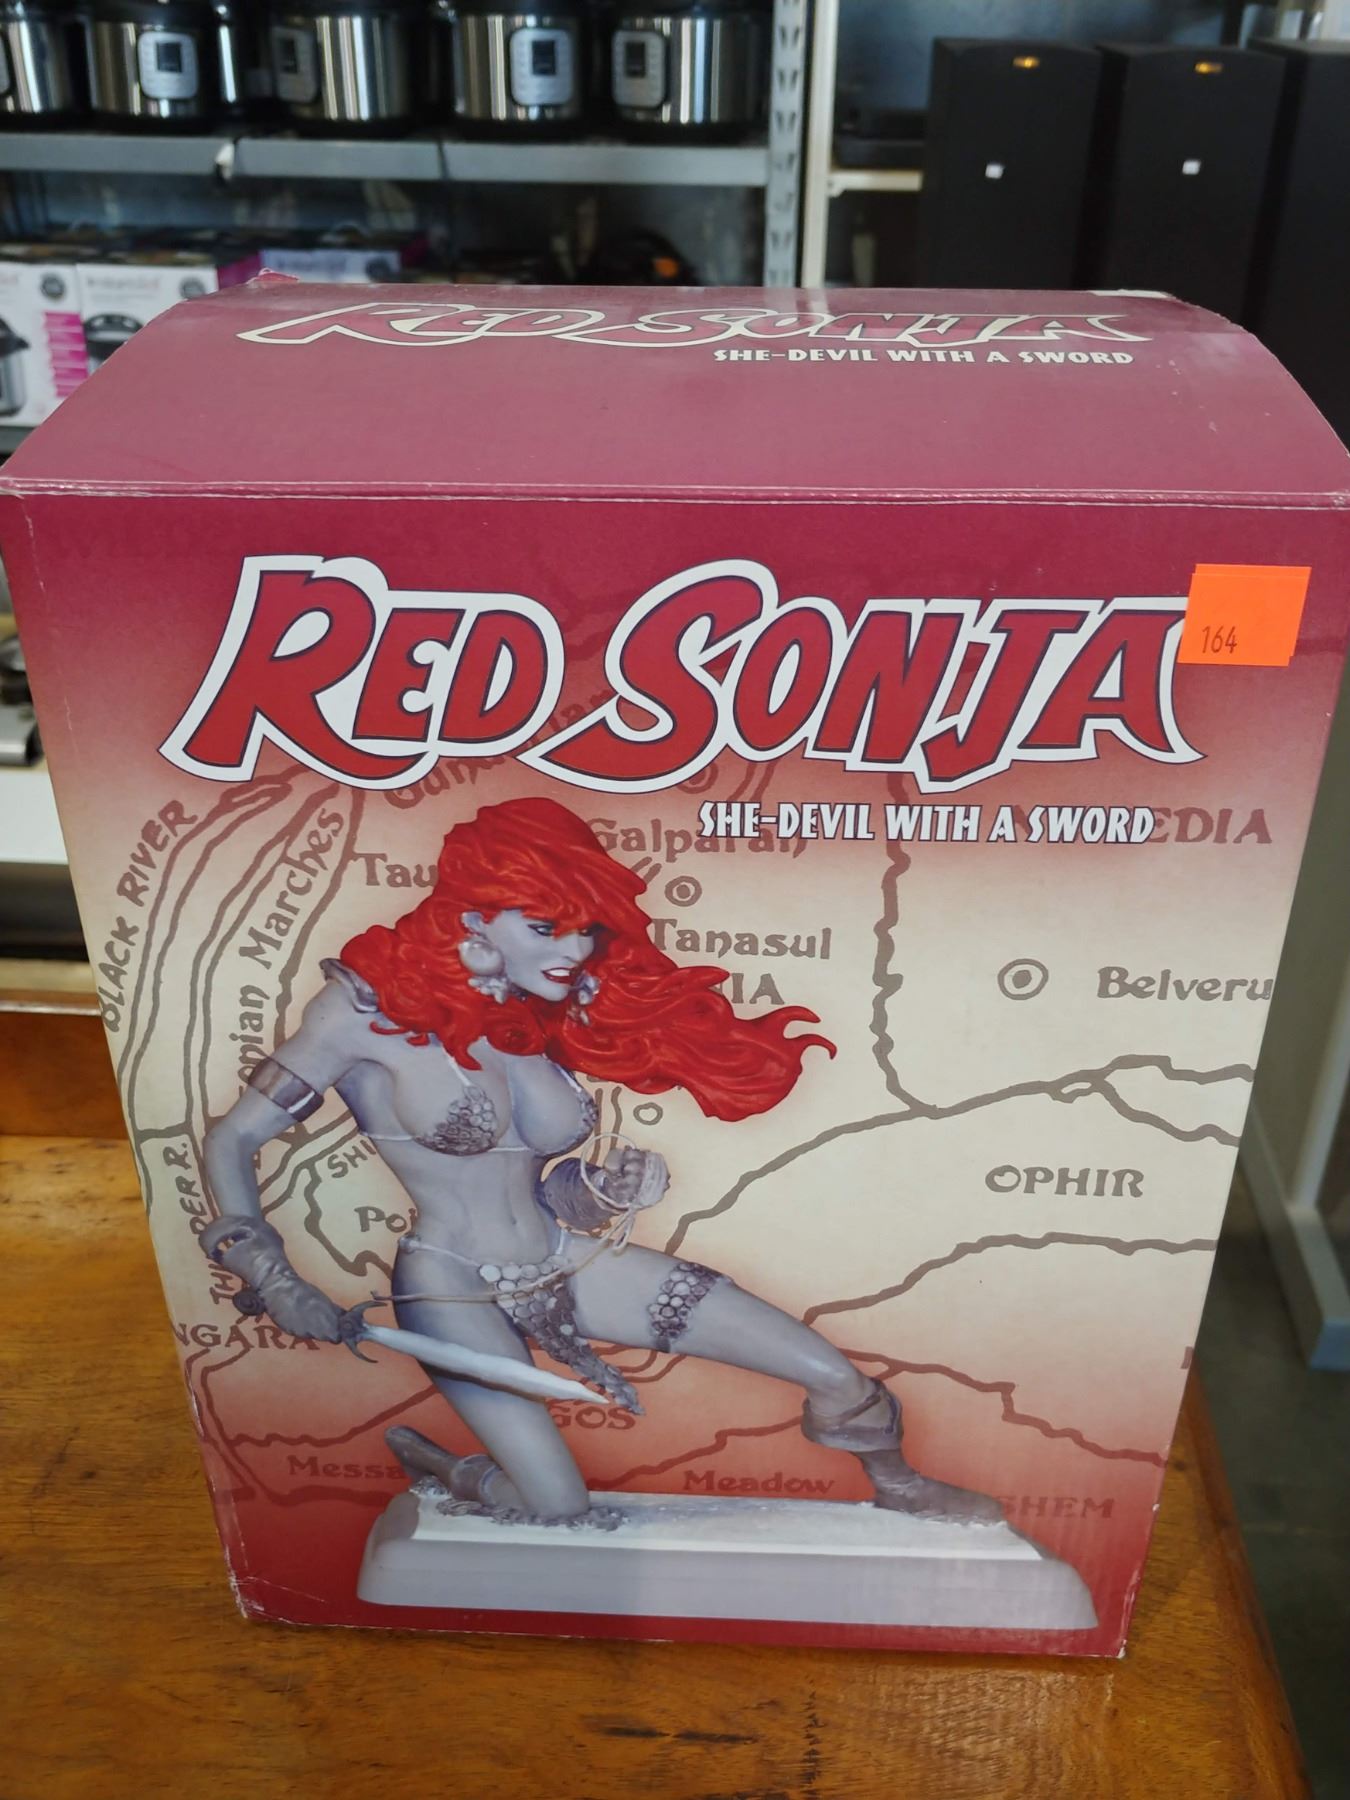 RED SONJA
SHE-DEVIL WITH A SWORD
RED SONJA
164
SHE-DEVIL WITH A SWORD
BLACK RIVER
Marches
Galparan
Tanasul
Belveru
OPHIR
Meadow
SHEM